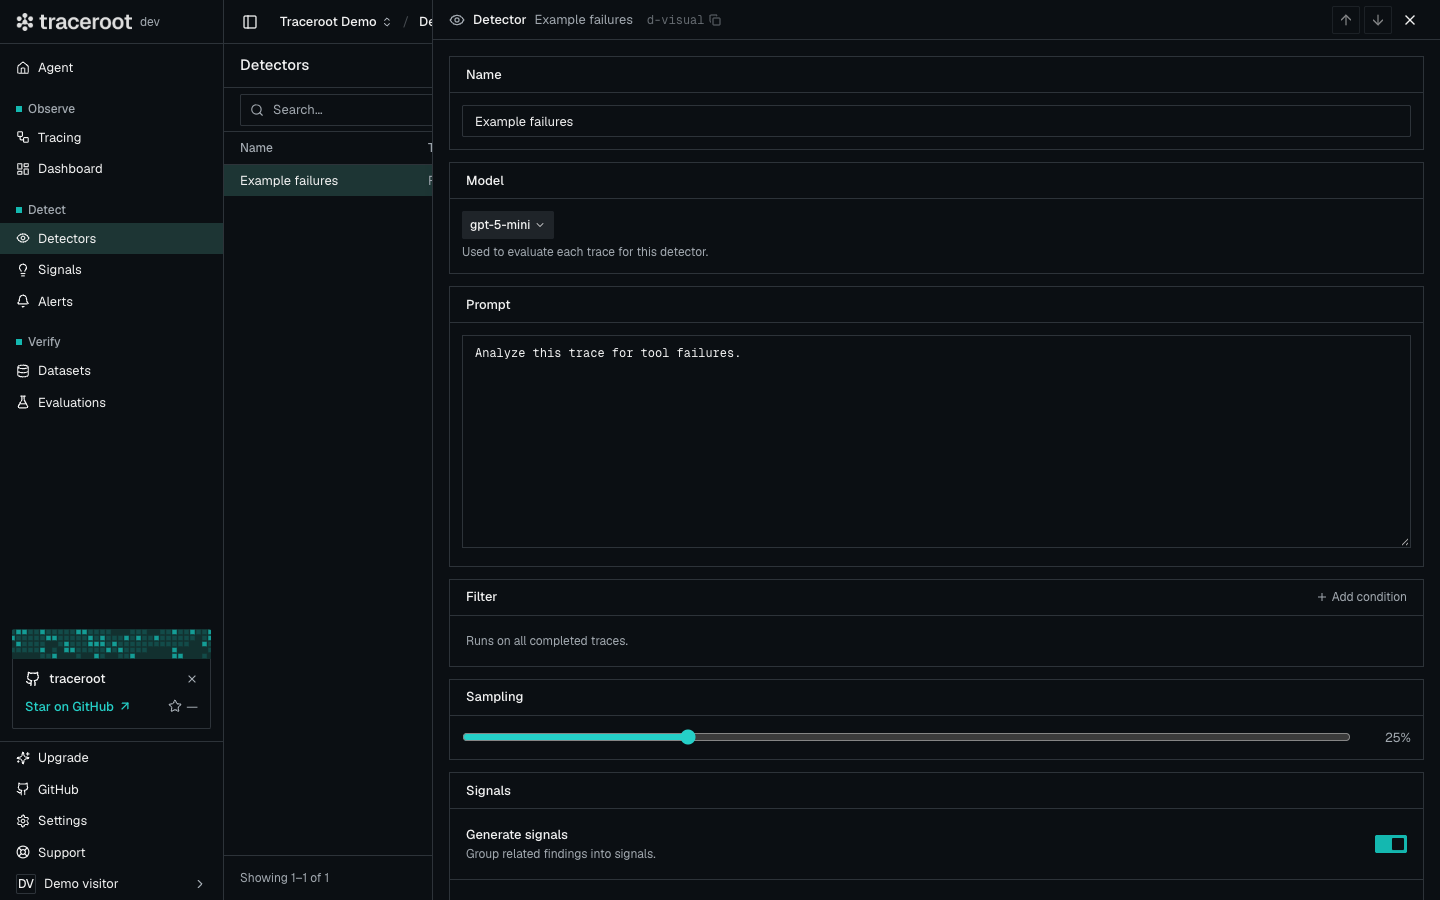 traceroot dev
Agent
Observe
Tracing
Dashboard
Detect
Detectors
Signals
Alerts
Verify
Datasets
Evaluations
traceroot
Star on GitHub
Upgrade
GitHub
Settings
Support
DV Demo visitor
Traceroot Demo / De
Detectors
Search...
Name T
Example failures
Showing 1–1 of 1
Detector Example failures d-visual
Name
Example failures
Model
gpt-5-mini
Used to evaluate each trace for this detector.
Prompt
Analyze this trace for tool failures.
Filter + Add condition
Runs on all completed traces.
Sampling
25%
Signals
Generate signals
Group related findings into signals.